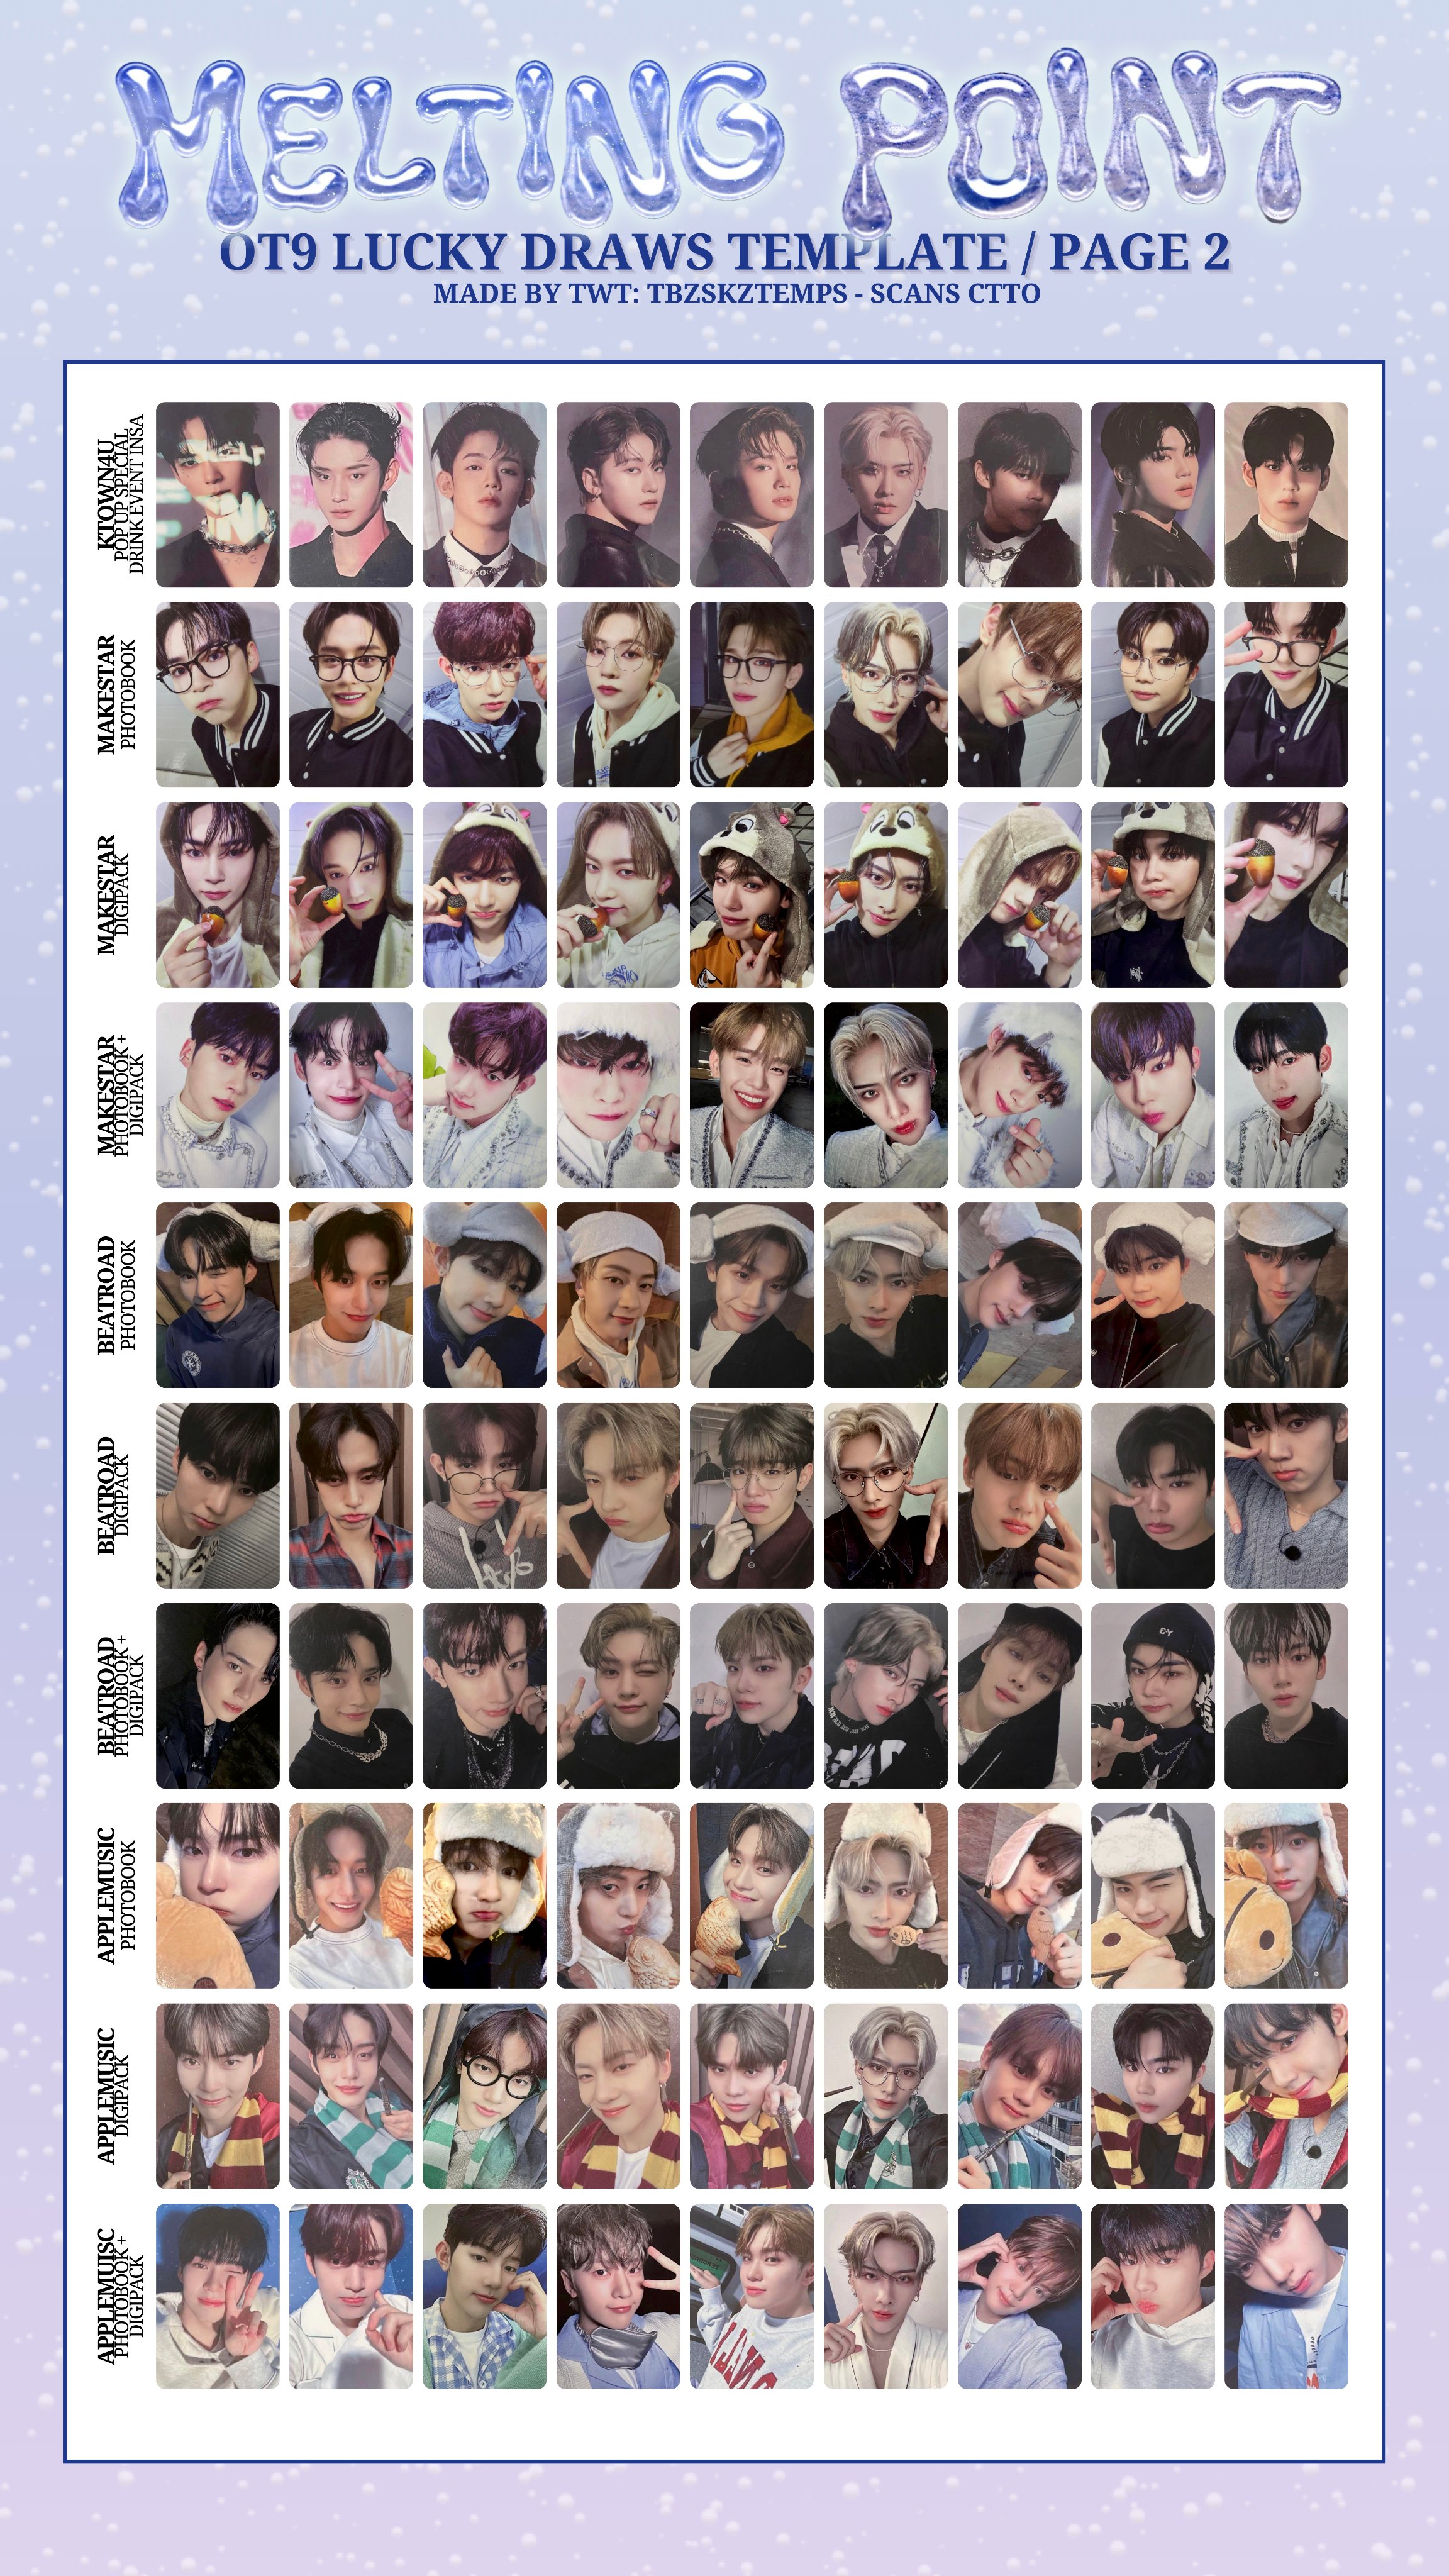 MELTING POINT
OT9 LUCKY DRAWS TEMPLATE / PAGE 2
MADE BY TWT: TBZSKZTEMPS - SCANS CTTO
KTOWN4U
POP UP SPECIAL
DRINK EVENT INSA
MAKESTAR
PHOTOBOOK
MAKESTAR
DIGIPACK
MAKESTAR
PHOTOBOOK +
DIGIPACK
BEATROAD
PHOTOBOOK
BEATROAD
DIGIPACK
BEATROAD
PHOTOBOOK +
DIGIPACK
APPLEMUSIC
PHOTOBOOK
APPLEMUSIC
DIGIPACK
APPLEMUISC
PHOTOBOOK +
DIGIPACK